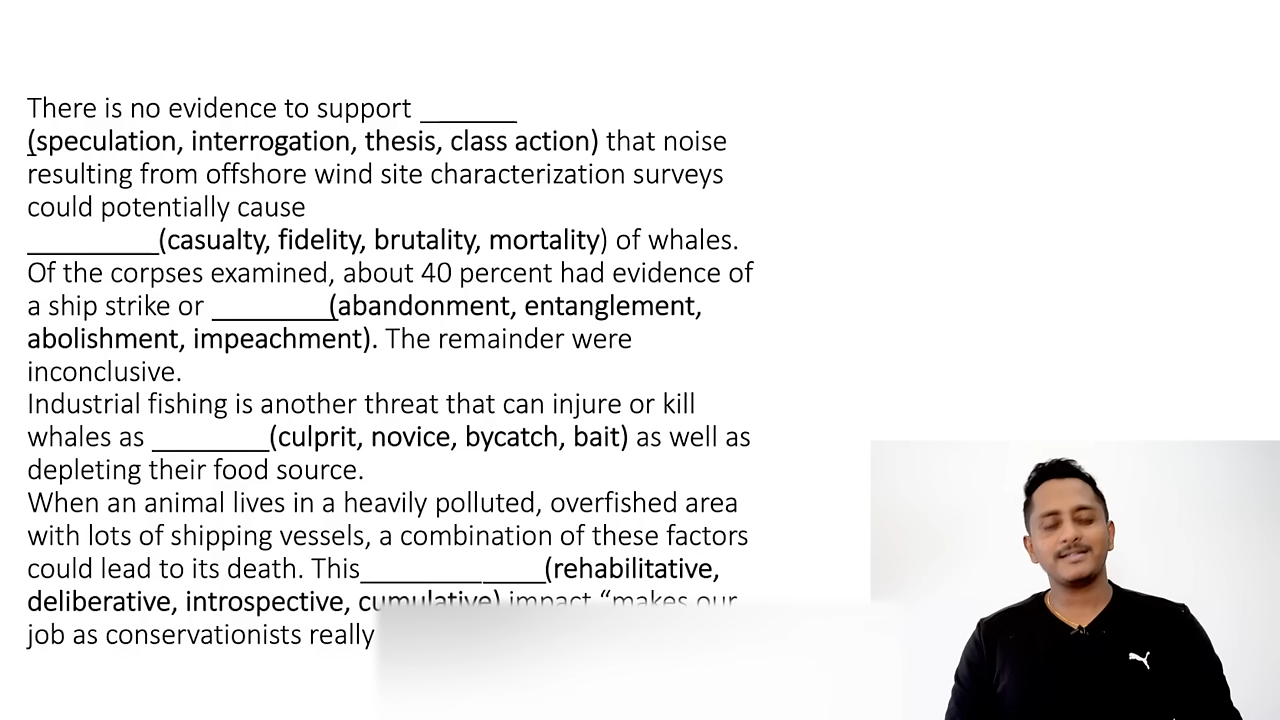 There is no evidence to support _______
(speculation, interrogation, thesis, class action) that noise
resulting from offshore wind site characterization surveys
could potentially cause
_________(casualty, fidelity, brutality, mortality) of whales.
Of the corpses examined, about 40 percent had evidence of
a ship strike or ________(abandonment, entanglement,
abolishment, impeachment). The remainder were
inconclusive.
Industrial fishing is another threat that can injure or kill
whales as ________(culprit, novice, bycatch, bait) as well as
depleting their food source.
When an animal lives in a heavily polluted, overfished area
with lots of shipping vessels, a combination of these factors
could lead to its death. This_____________(rehabilitative,
deliberative, introspective, cumulative) impact “makes our
job as conservationists really